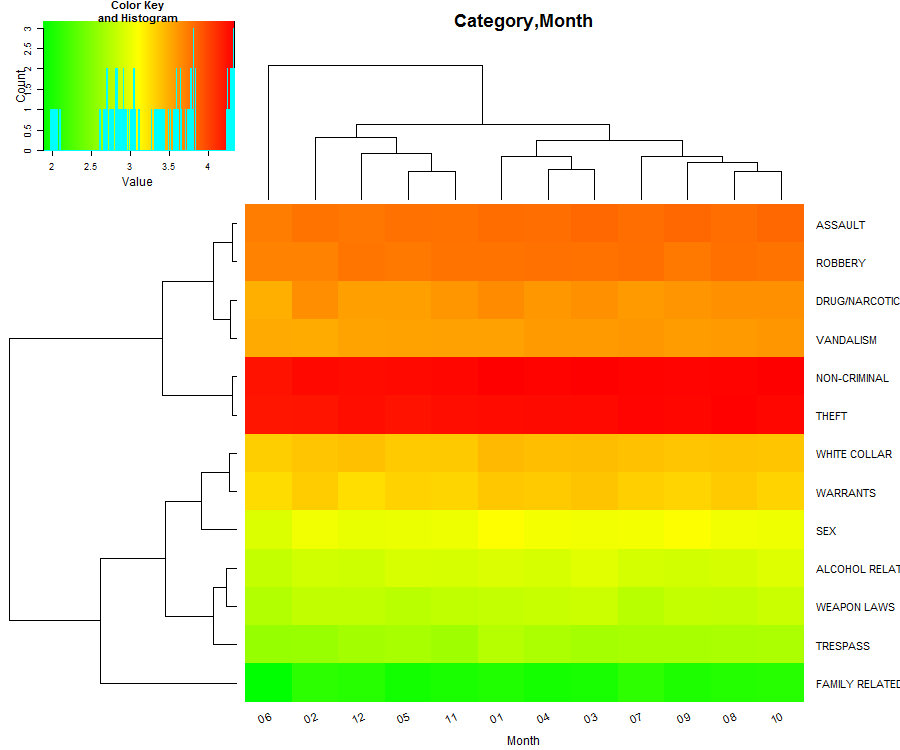 Color Key
and Histogram
Category,Month
Count
0 0.5 1 1.5 2 2.5 3
2 2.5 3 3.5 4
Value
ASSAULT
ROBBERY
DRUG/NARCOTIC
VANDALISM
NON-CRIMINAL
THEFT
WHITE COLLAR
WARRANTS
SEX
ALCOHOL RELAT
WEAPON LAWS
TRESPASS
FAMILY RELATED
06 02 12 05 11 01 04 03 07 09 08 10
Month